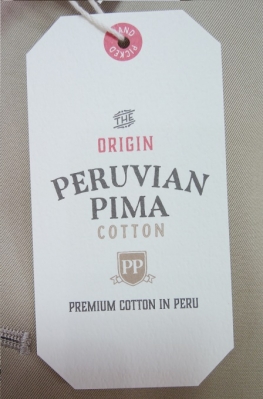 HAND
PICKED
THE
ORIGIN
PERUVIAN
PIMA
COTTON
PP
PREMIUM COTTON IN PERU